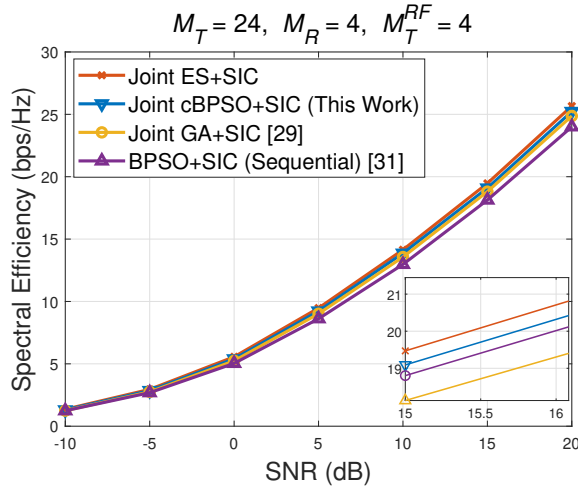 M_T = 24, M_R = 4, M_T^RF = 4
Spectral Efficiency (bps/Hz)
30
25
20
15
10
5
0
Joint ES+SIC
Joint cBPSO+SIC (This Work)
Joint GA+SIC [29]
BPSO+SIC (Sequential) [31]
21
20
19
18
15 15.5 16
-10 -5 0 5 10 15 20
SNR (dB)